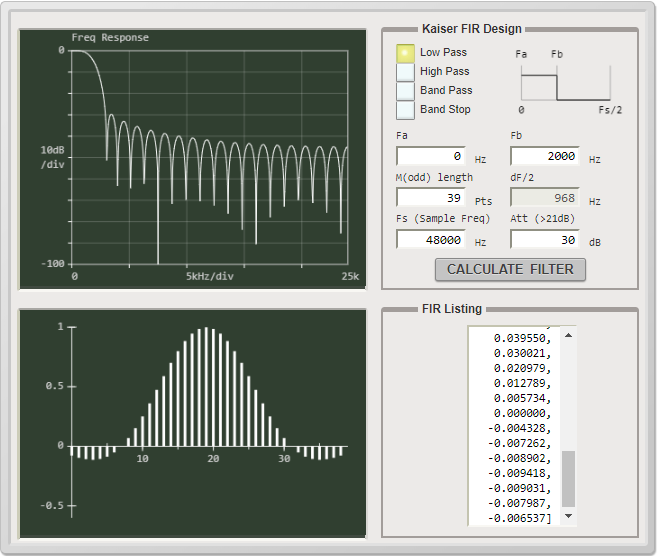 Freq Response
0
10dB
/div
-100
0
5kHz/div
25k
Kaiser FIR Design
Low Pass
High Pass
Band Pass
Band Stop
Fa Fb
0 Fs/2
Fa Fb
0 Hz 2000 Hz
M(odd) length dF/2
39 Pts 968 Hz
Fs (Sample Freq) Att (>21dB)
48000 Hz 30 dB
CALCULATE FILTER
1
0.5
0
10 20 30
-0.5
FIR Listing
0.039550,
0.030021,
0.020979,
0.012789,
0.005734,
0.000000,
-0.004328,
-0.007262,
-0.008902,
-0.009418,
-0.009031,
-0.007987,
-0.006537]